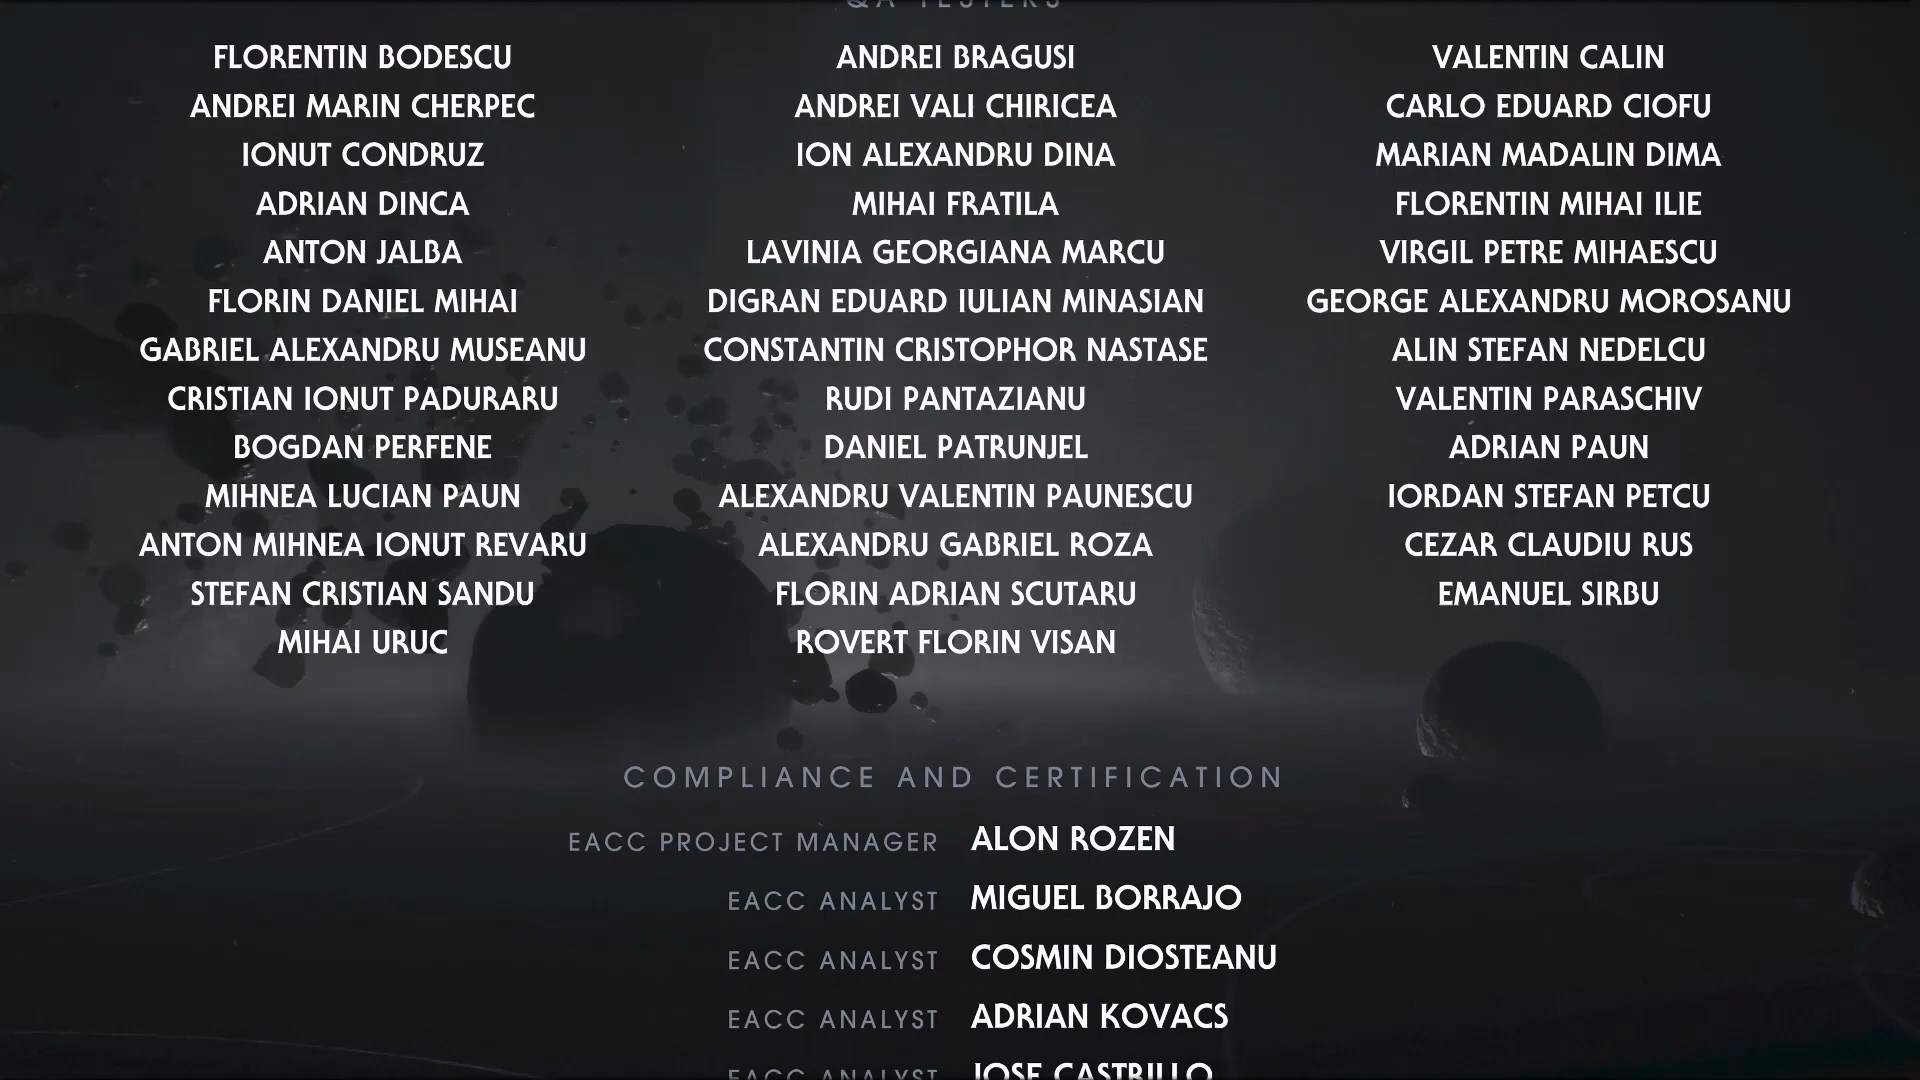 QA TESTERS
FLORENTIN BODESCU ANDREI BRAGUSI VALENTIN CALIN
ANDREI MARIN CHERPEC ANDREI VALI CHIRICEA CARLO EDUARD CIOFU
IONUT CONDRUZ ION ALEXANDRU DINA MARIAN MADALIN DIMA
ADRIAN DINCA MIHAI FRATILA FLORENTIN MIHAI ILIE
ANTON JALBA LAVINIA GEORGIANA MARCU VIRGIL PETRE MIHAESCU
FLORIN DANIEL MIHAI DIGRAN EDUARD IULIAN MINASIAN GEORGE ALEXANDRU MOROSANU
GABRIEL ALEXANDRU MUSEANU CONSTANTIN CRISTOPHOR NASTASE ALIN STEFAN NEDELCU
CRISTIAN IONUT PADURARU RUDI PANTAZIANU VALENTIN PARASCHIV
BOGDAN PERFENE DANIEL PATRUNJEL ADRIAN PAUN
MIHNEA LUCIAN PAUN ALEXANDRU VALENTIN PAUNESCU IORDAN STEFAN PETCU
ANTON MIHNEA IONUT REVARU ALEXANDRU GABRIEL ROZA CEZAR CLAUDIU RUS
STEFAN CRISTIAN SANDU FLORIN ADRIAN SCUTARU EMANUEL SIRBU
MIHAI URUC ROVERT FLORIN VISAN
COMPLIANCE AND CERTIFICATION
EACC PROJECT MANAGER ALON ROZEN
EACC ANALYST MIGUEL BORRAJO
EACC ANALYST COSMIN DIOSTEANU
EACC ANALYST ADRIAN KOVACS
EACC ANALYST JOSE CASTRILLO